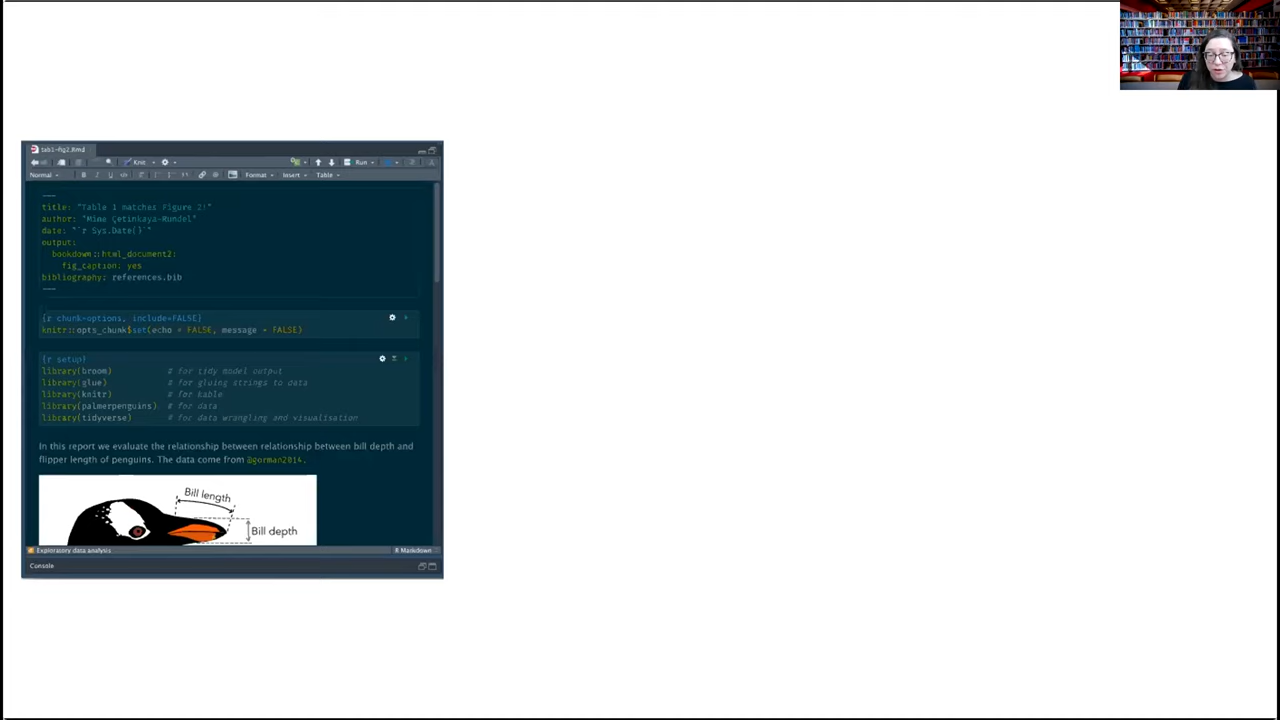 tab1-fig2.Rmd
Knit
Run
Normal
B I U
Format Insert Table
---
title: "Table 1 matches Figure 2!"
author: "Mine Çetinkaya-Rundel"
date: "`r Sys.Date()`"
output:
bookdown::html_document2:
fig_caption: yes
bibliography: references.bib
---
{r chunk-options, include=FALSE}
knitr::opts_chunk$set(echo = FALSE, message = FALSE)
{r setup}
library(broom) # for tidy model output
library(glue) # for gluing strings to data
library(knitr) # for kable
library(palmerpenguins) # for data
library(tidyverse) # for data wrangling and visualisation
In this report we evaluate the relationship between relationship between bill depth and
flipper length of penguins. The data come from @gorman2014.
Bill length
Bill depth
Exploratory data analysis
R Markdown
Console